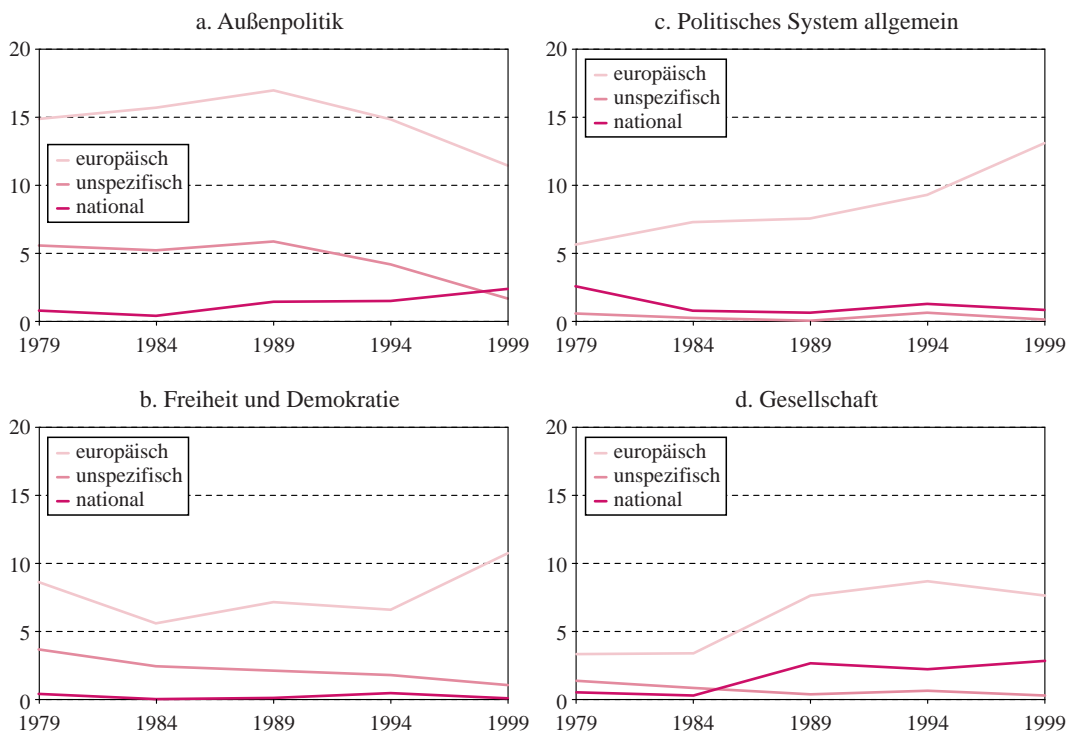 a. Außenpolitik
20
15
10
5
0
europäisch
unspezifisch
national
1979 1984 1989 1994 1999
c. Politisches System allgemein
20
15
10
5
0
europäisch
unspezifisch
national
1979 1984 1989 1994 1999
b. Freiheit und Demokratie
20
15
10
5
0
europäisch
unspezifisch
national
1979 1984 1989 1994 1999
d. Gesellschaft
20
15
10
5
0
europäisch
unspezifisch
national
1979 1984 1989 1994 1999